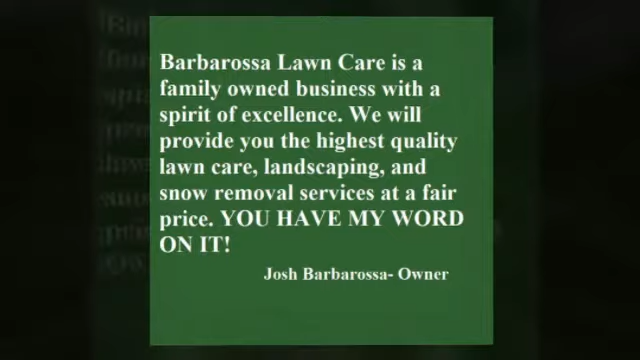 Barbarossa Lawn Care is a
family owned business with a
spirit of excellence. We will
provide you the highest quality
lawn care, landscaping, and
snow removal services at a fair
price. YOU HAVE MY WORD
ON IT!
Josh Barbarossa- Owner